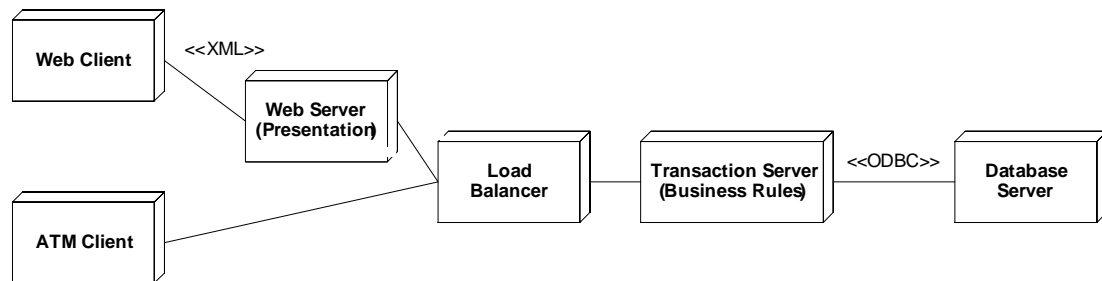 Web Client
<<XML>>
Web Server
(Presentation)
Load
Balancer
Transaction Server
(Business Rules)
<<ODBC>>
Database
Server
ATM Client